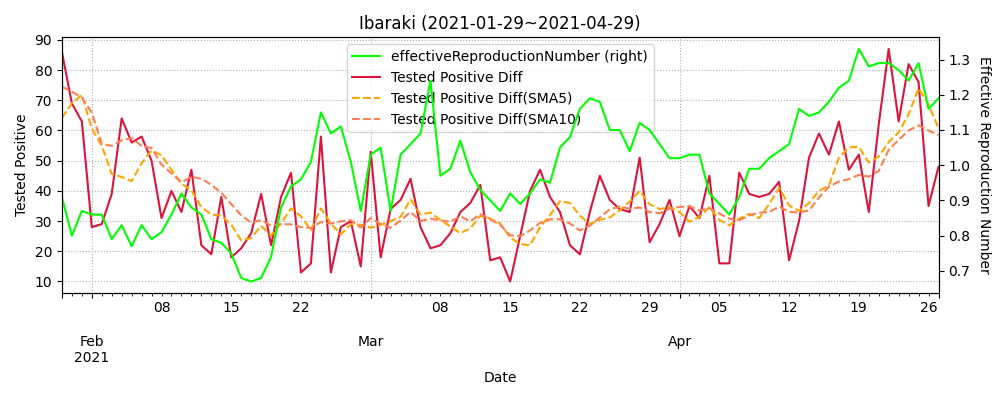 Ibaraki (2021-01-29~2021-04-29)
effectiveReproductionNumber (right)
Tested Positive Diff
Tested Positive Diff(SMA5)
Tested Positive Diff(SMA10)
Tested Positive
90
80
70
60
50
40
30
20
10
Effective Reproduction Number
1.3
1.2
1.1
1.0
0.9
0.8
0.7
08 15 22 08 15 22 29 05 12 19 26
Feb Mar Apr
2021
Date